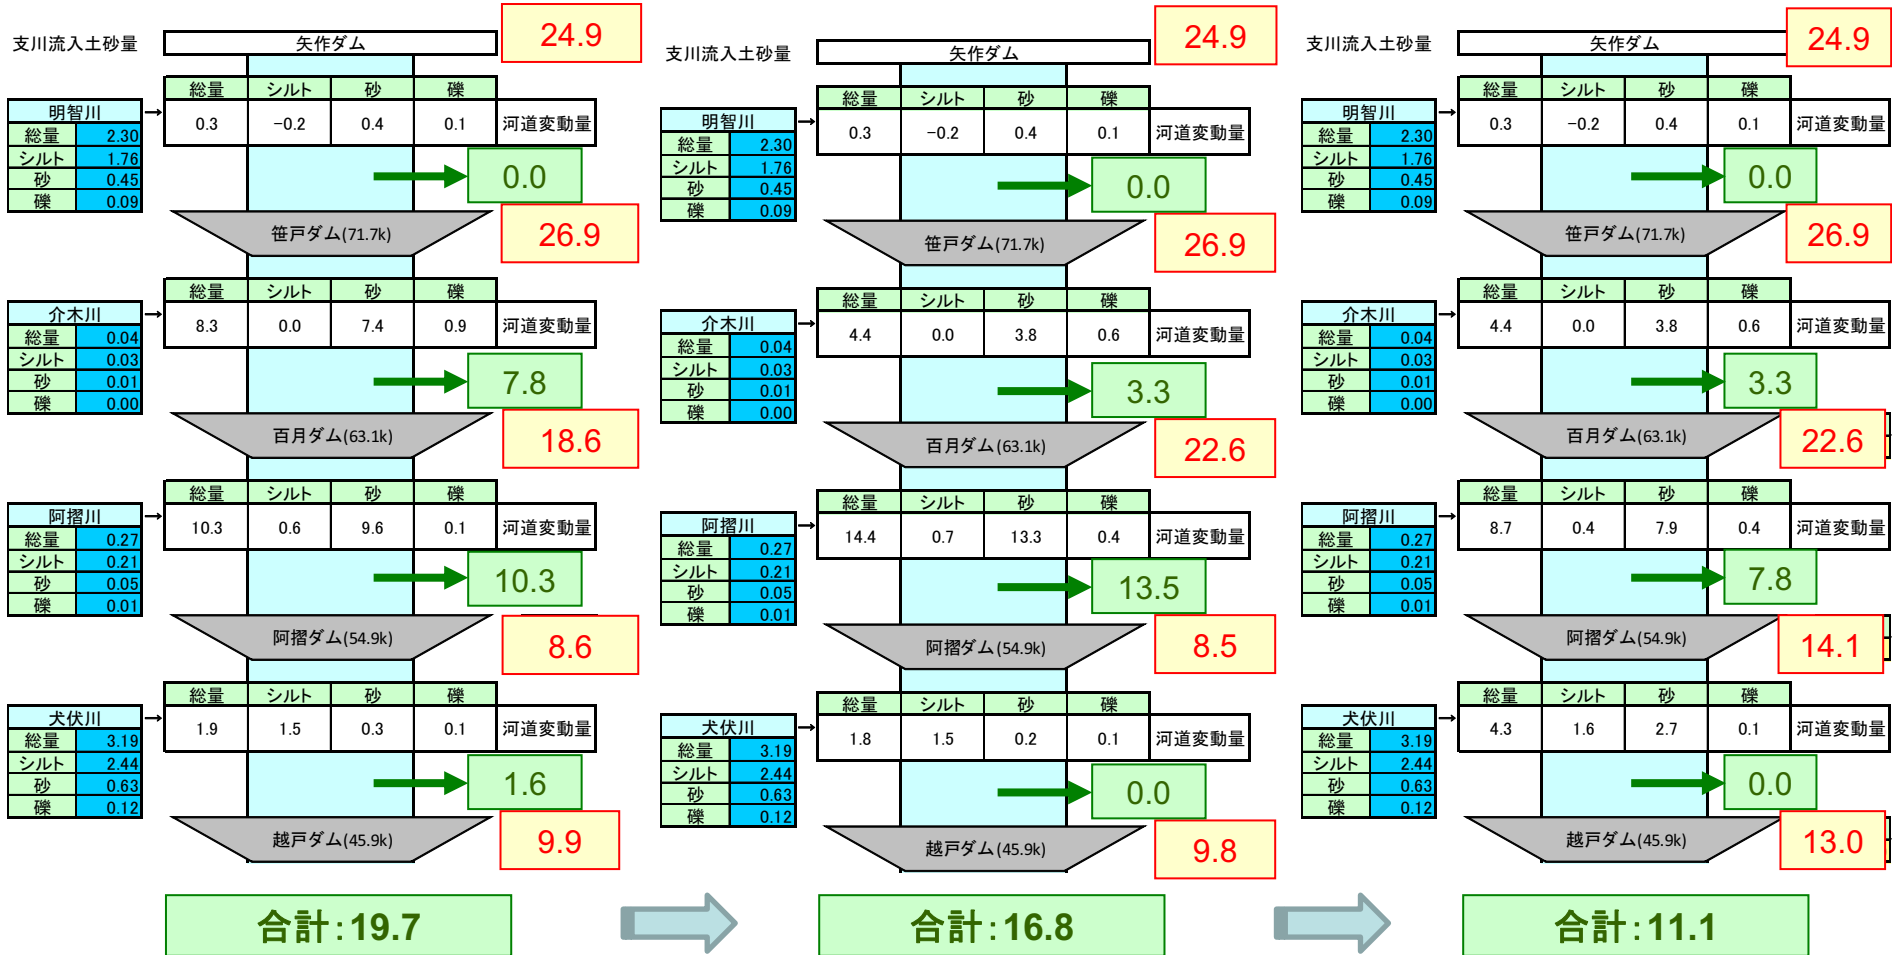 支川流入土砂量
矢作ダム
24.9
総量 シルト 砂 礫
0.3 −0.2 0.4 0.1 河道変動量
明智川
総量 2.30
シルト 1.76
砂 0.45
礫 0.09
0.0
笹戸ダム(71.7k)
26.9
総量 シルト 砂 礫
8.3 0.0 7.4 0.9 河道変動量
介木川
総量 0.04
シルト 0.03
砂 0.01
礫 0.00
7.8
百月ダム(63.1k)
18.6
総量 シルト 砂 礫
10.3 0.6 9.6 0.1 河道変動量
阿摺川
総量 0.27
シルト 0.21
砂 0.05
礫 0.01
10.3
阿摺ダム(54.9k)
8.6
総量 シルト 砂 礫
1.9 1.5 0.3 0.1 河道変動量
犬伏川
総量 3.19
シルト 2.44
砂 0.63
礫 0.12
1.6
越戸ダム(45.9k)
9.9
合計:19.7
支川流入土砂量
矢作ダム
24.9
総量 シルト 砂 礫
0.3 −0.2 0.4 0.1 河道変動量
明智川
総量 2.30
シルト 1.76
砂 0.45
礫 0.09
0.0
笹戸ダム(71.7k)
26.9
総量 シルト 砂 礫
4.4 0.0 3.8 0.6 河道変動量
介木川
総量 0.04
シルト 0.03
砂 0.01
礫 0.00
3.3
百月ダム(63.1k)
22.6
総量 シルト 砂 礫
14.4 0.7 13.3 0.4 河道変動量
阿摺川
総量 0.27
シルト 0.21
砂 0.05
礫 0.01
13.5
阿摺ダム(54.9k)
8.5
総量 シルト 砂 礫
1.8 1.5 0.2 0.1 河道変動量
犬伏川
総量 3.19
シルト 2.44
砂 0.63
礫 0.12
0.0
越戸ダム(45.9k)
9.8
合計:16.8
支川流入土砂量
矢作ダム
24.9
総量 シルト 砂 礫
0.3 −0.2 0.4 0.1 河道変動量
明智川
総量 2.30
シルト 1.76
砂 0.45
礫 0.09
0.0
笹戸ダム(71.7k)
26.9
総量 シルト 砂 礫
4.4 0.0 3.8 0.6 河道変動量
介木川
総量 0.04
シルト 0.03
砂 0.01
礫 0.00
3.3
百月ダム(63.1k)
22.6
総量 シルト 砂 礫
8.7 0.4 7.9 0.4 河道変動量
阿摺川
総量 0.27
シルト 0.21
砂 0.05
礫 0.01
7.8
阿摺ダム(54.9k)
14.1
総量 シルト 砂 礫
4.3 1.6 2.7 0.1 河道変動量
犬伏川
総量 3.19
シルト 2.44
砂 0.63
礫 0.12
0.0
越戸ダム(45.9k)
13.0
合計:11.1